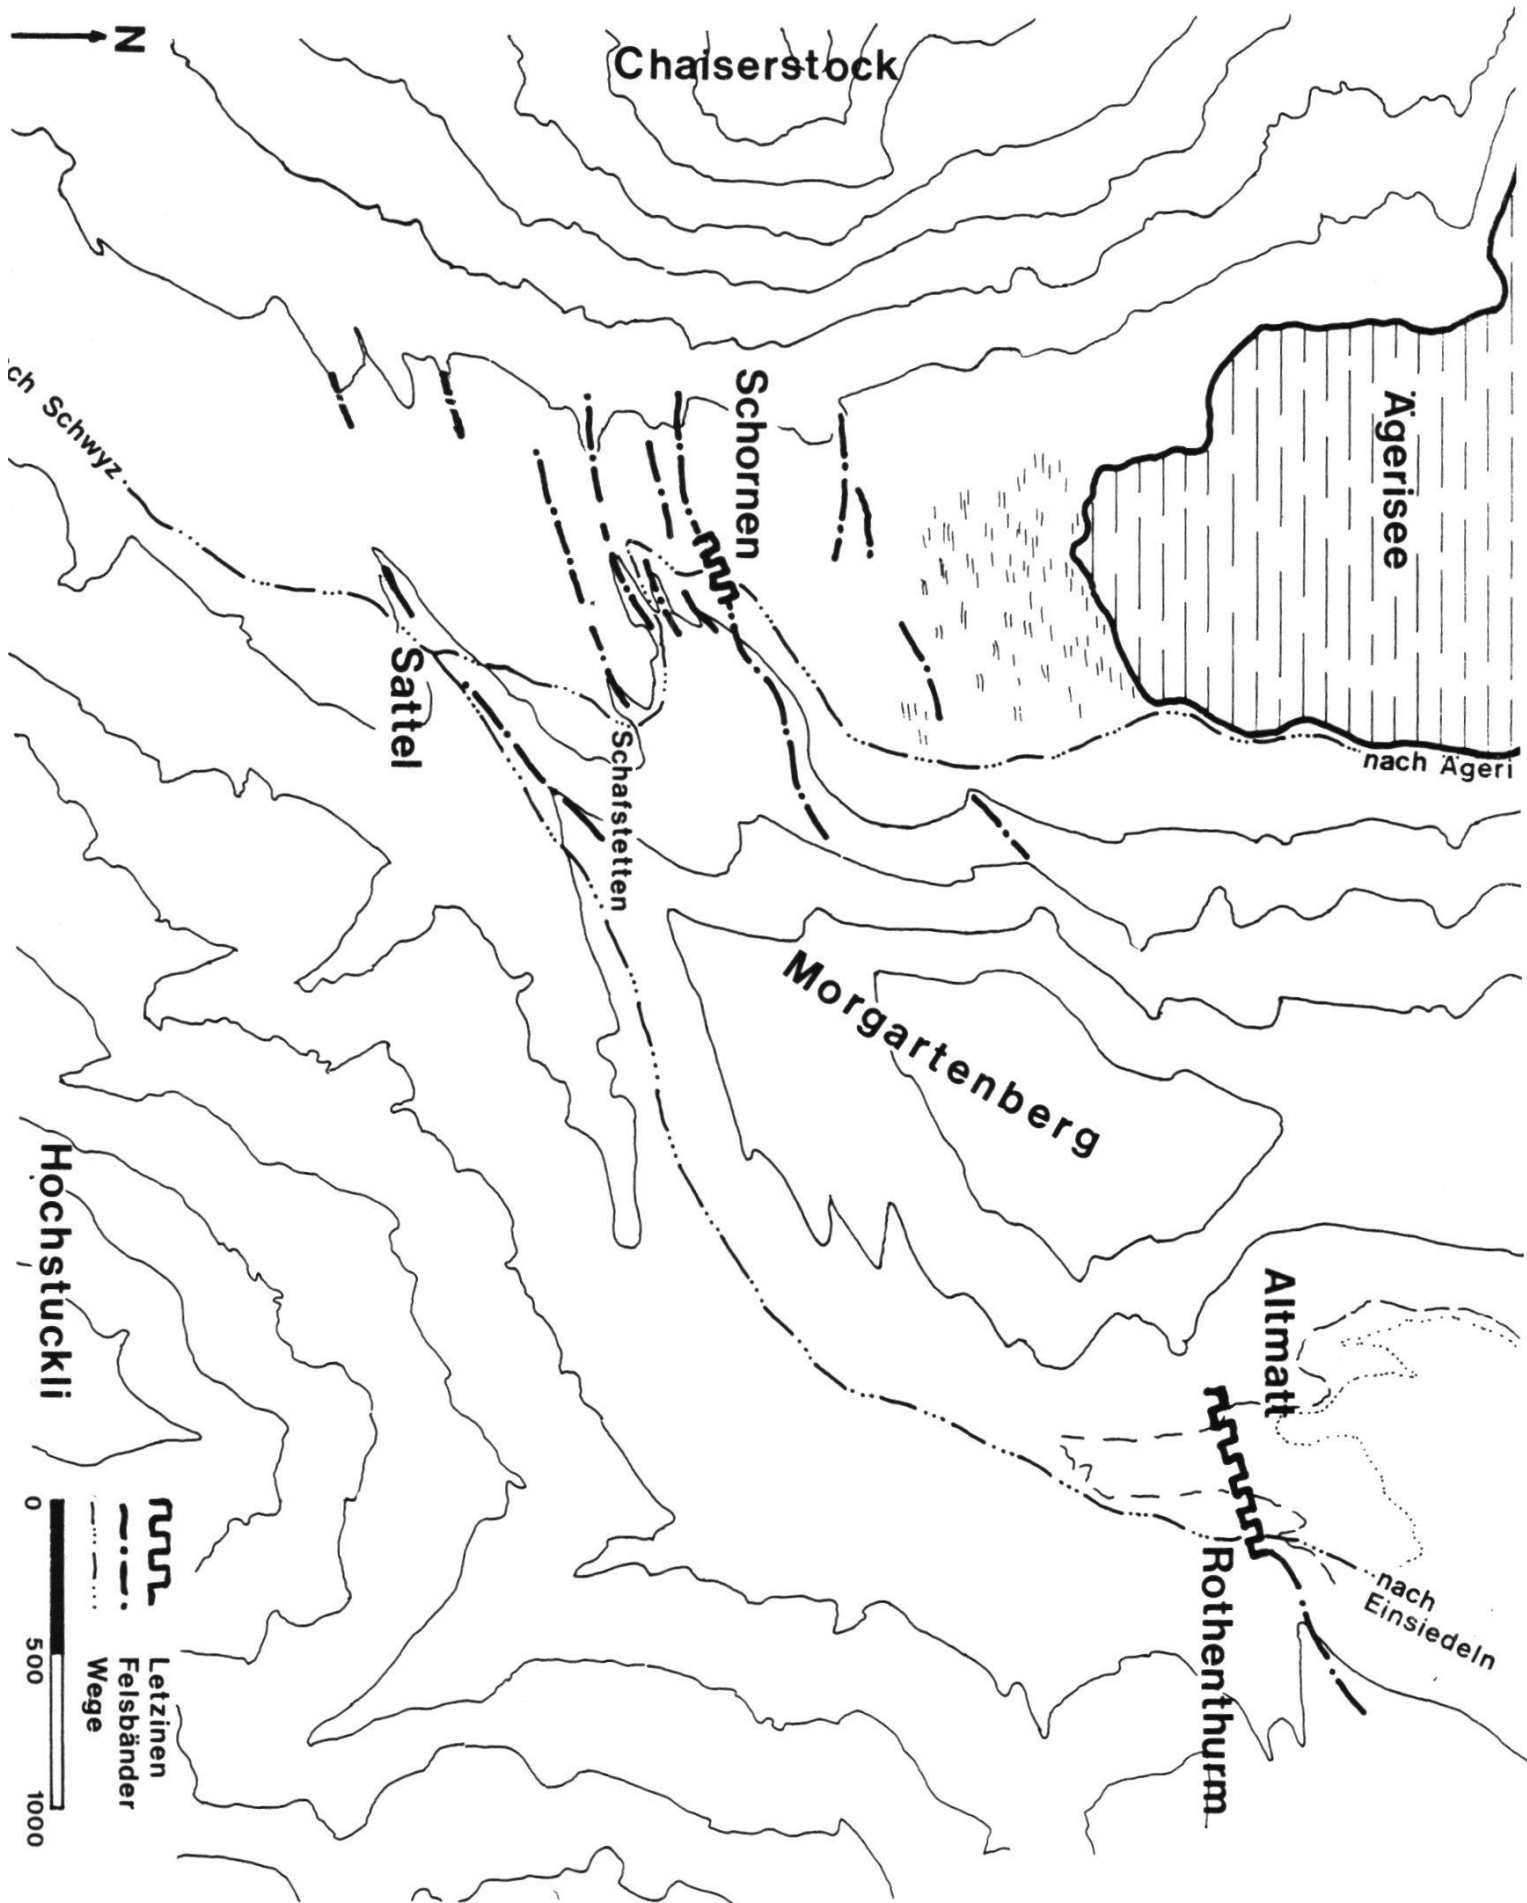 N
Chaiserstock
Ägerisee
Schornen
ch Schwyz
Sattel
Schafstetten
nach Ägeri
Morgartenberg
Altmatt
Hochstuckli
Rothenthurm
nach
Einsiedeln
Letzinen
Felsbänder
Wege
0 500 1000